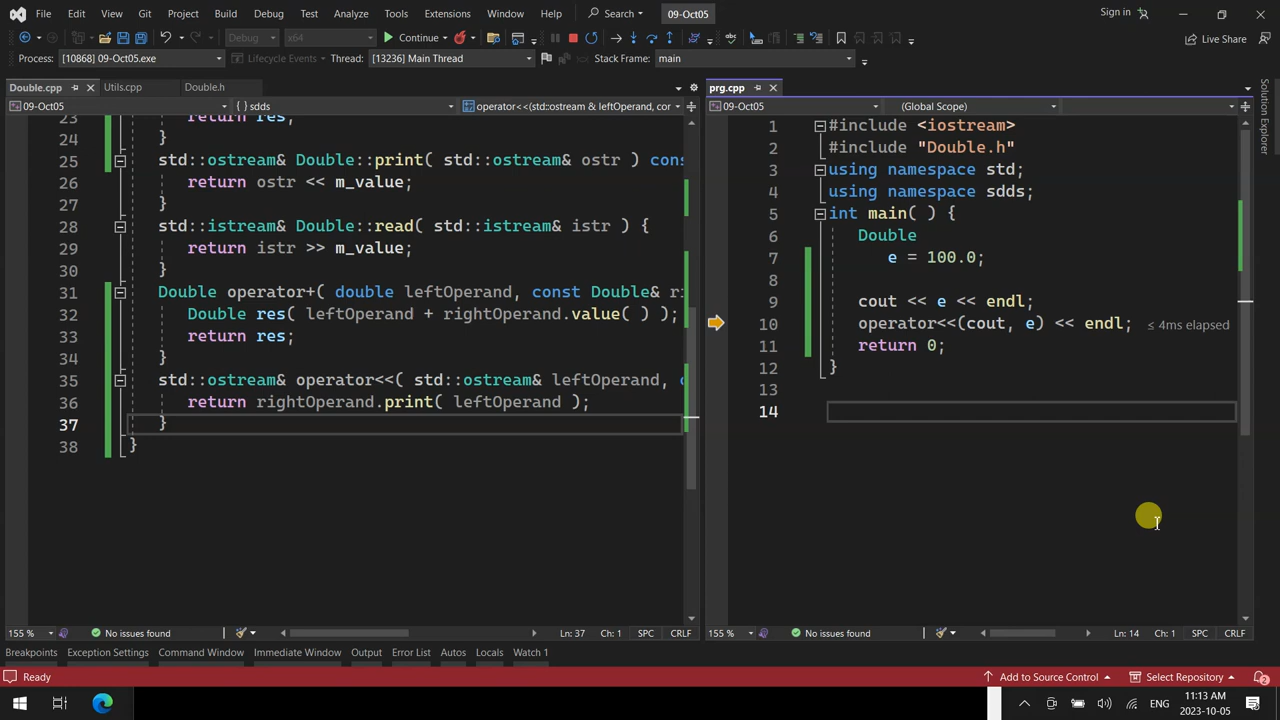 File Edit View Git Project Build Debug Test Analyze Tools Extensions Window Help Search 09-Oct05 Sign in
Debug x64 Continue Live Share
Process: [10868] 09-Oct05.exe Lifecycle Events Thread: [13236] Main Thread Stack Frame: main
Double.cpp Utils.cpp Double.h
09-Oct05 { } sdds operator<<(std::ostream & leftOperand, cor
23 return res;
24 }
25 std::ostream& Double::print( std::ostream& ostr ) cons
26 return ostr << m_value;
27 }
28 std::istream& Double::read( std::istream& istr ) {
29 return istr >> m_value;
30 }
31 Double operator+( double leftOperand, const Double& ri
32 Double res( leftOperand + rightOperand.value( ) );
33 return res;
34 }
35 std::ostream& operator<<( std::ostream& leftOperand, c
36 return rightOperand.print( leftOperand );
37 }
38 }
155 % No issues found Ln: 37 Ch: 1 SPC CRLF
prg.cpp
09-Oct05 (Global Scope)
1 #include <iostream>
2 #include "Double.h"
3 using namespace std;
4 using namespace sdds;
5 int main( ) {
6 Double
7 e = 100.0;
8
9 cout << e << endl;
10 operator<<(cout, e) << endl; ≤ 4ms elapsed
11 return 0;
12 }
13
14
155 % No issues found Ln: 14 Ch: 1 SPC CRLF
Solution Explorer
Breakpoints Exception Settings Command Window Immediate Window Output Error List Autos Locals Watch 1
Ready Add to Source Control Select Repository 2
ENG 11:13 AM
2023-10-05